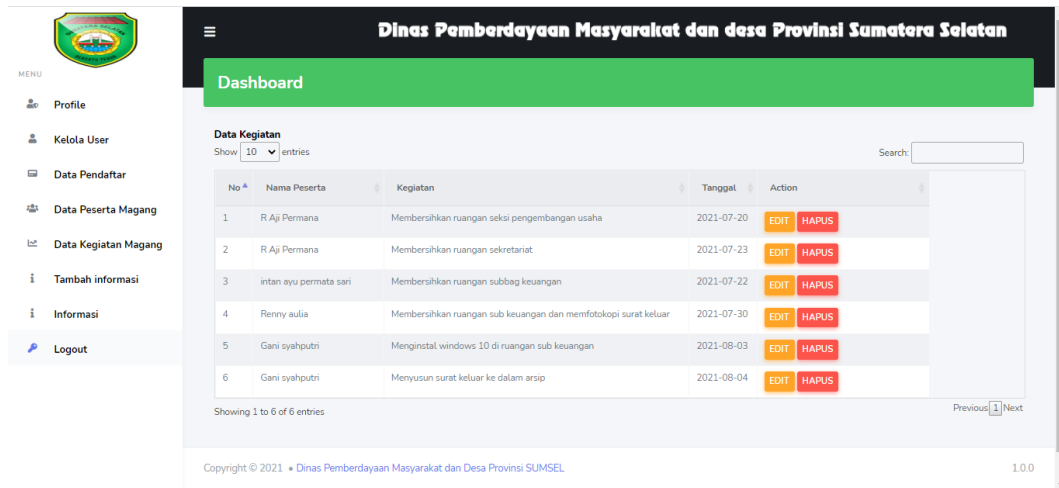 Dinas Pemberdayaan Masyarakat dan desa Provinsi Sumatera Selatan
MENU
Profile
Kelola User
Data Pendaftar
Data Peserta Magang
Data Kegiatan Magang
Tambah informasi
Informasi
Logout
Dashboard
Data Kegiatan
Show 10 entries
Search:
No Nama Peserta Kegiatan Tanggal Action
1 R Aji Permana Membersihkan ruangan seksi pengembangan usaha 2021-07-20 EDIT HAPUS
2 R Aji Permana Membersihkan ruangan sekretariat 2021-07-23 EDIT HAPUS
3 intan ayu permata sari Membersihkan ruangan subbag keuangan 2021-07-22 EDIT HAPUS
4 Renny aulia Membersihkan ruangan sub keuangan dan memfotokopi surat keluar 2021-07-30 EDIT HAPUS
5 Gani syahputri Menginstal windows 10 di ruangan sub keuangan 2021-08-03 EDIT HAPUS
6 Gani syahputri Menyusun surat keluar ke dalam arsip 2021-08-04 EDIT HAPUS
Showing 1 to 6 of 6 entries
Previous 1 Next
Copyright © 2021 • Dinas Pemberdayaan Masyarakat dan Desa Provinsi SUMSEL
1.0.0